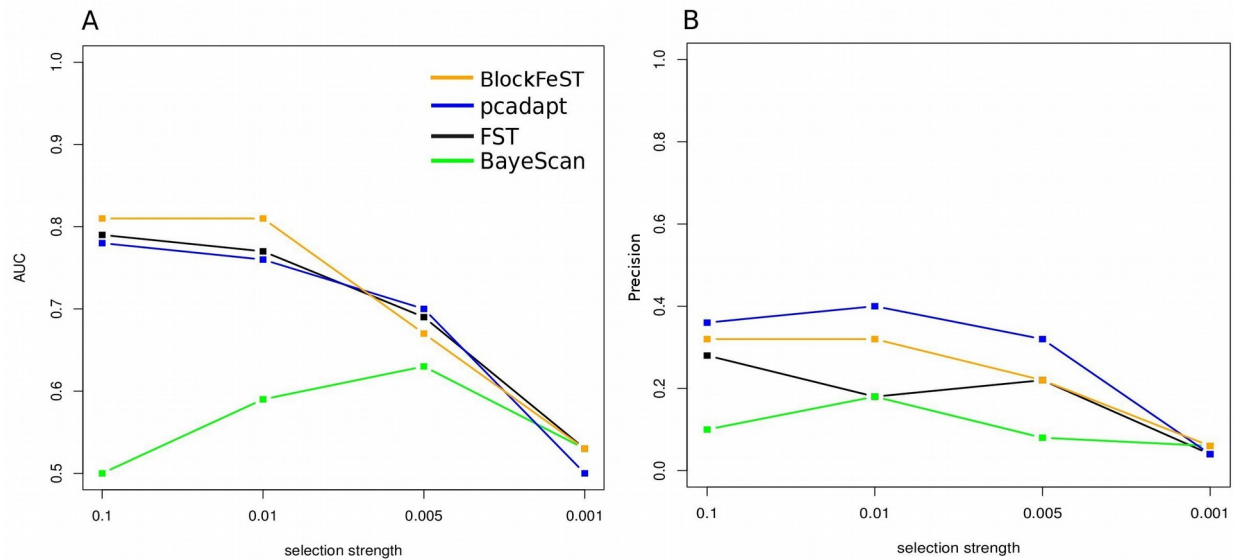 A
1.0
0.9
0.8
0.7
0.6
0.5
AUC
BlockFeST
pcadapt
FST
BayeScan
0.1 0.01 0.005 0.001
selection strength
B
1.0
0.8
0.6
0.4
0.2
0.0
Precision
0.1 0.01 0.005 0.001
selection strength